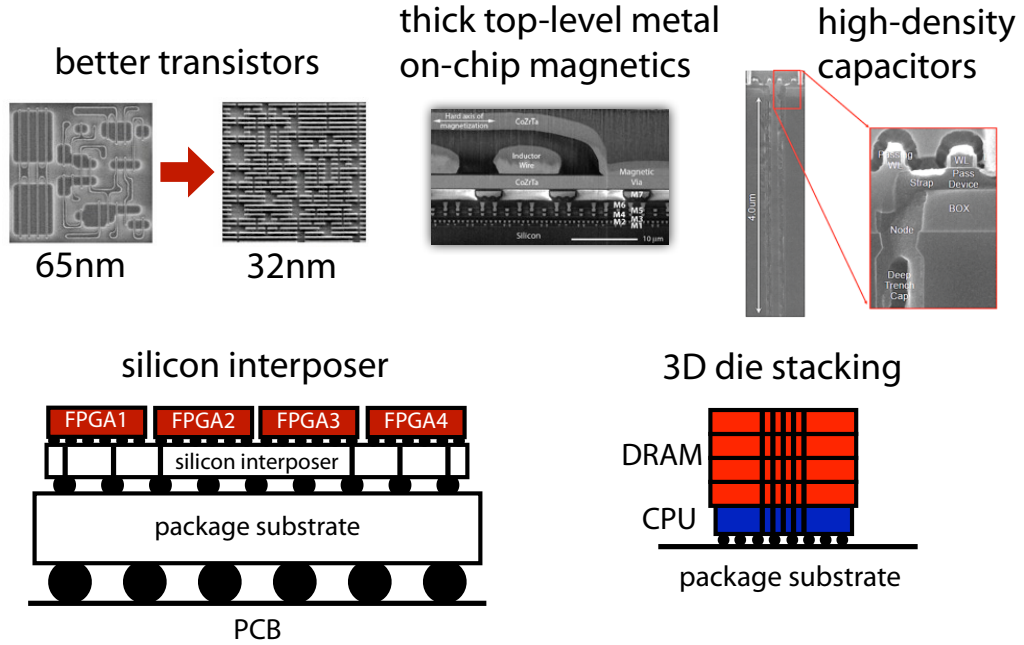 better transistors
65nm
32nm
thick top-level metal
on-chip magnetics
Hard axis of
magnetization
CoZrTa
Inductor
Wire
CoZrTa
Magnetic
Via
M7
M6
M5
M4
M3
M2
M1
Silicon
10 µm
high-density
capacitors
4.0um
Passing
WL
WL
Strap
Pass
Device
BOX
Node
Deep
Trench
Cap
silicon interposer
FPGA1
FPGA2
FPGA3
FPGA4
silicon interposer
package substrate
PCB
3D die stacking
DRAM
CPU
package substrate